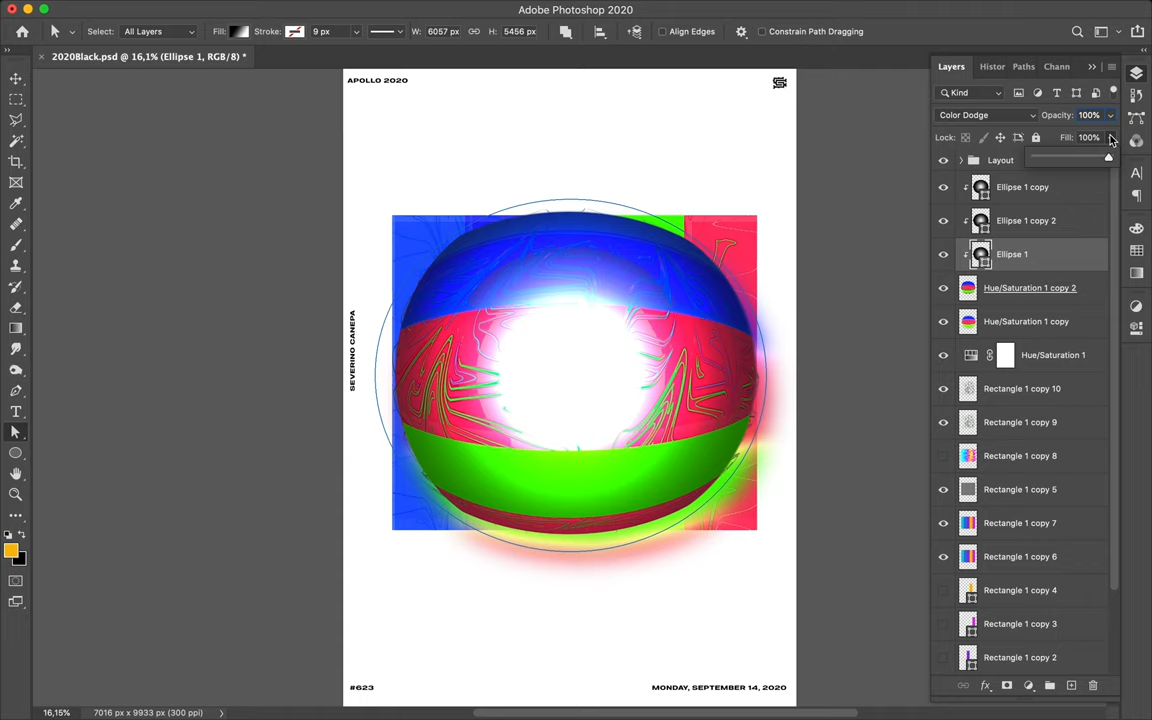 Adobe Photoshop 2020
Select: All Layers Fill: Stroke: 9 px W: 6057 px H: 5456 px Align Edges Constrain Path Dragging
2020Black.psd @ 16,1% (Ellipse 1, RGB/8) *
Layers Histor Paths Chann
Kind
Color Dodge Opacity: 100%
Lock: Fill: 100%
Layout
Ellipse 1 copy
Ellipse 1 copy 2
Ellipse 1
Hue/Saturation 1 copy 2
Hue/Saturation 1 copy
Hue/Saturation 1
Rectangle 1 copy 10
Rectangle 1 copy 9
Rectangle 1 copy 8
Rectangle 1 copy 5
Rectangle 1 copy 7
Rectangle 1 copy 6
Rectangle 1 copy 4
Rectangle 1 copy 3
Rectangle 1 copy 2
APOLLO 2020
SEVERINO CANEPA
#623 MONDAY, SEPTEMBER 14, 2020
16,15% 7016 px x 9933 px (300 ppi)